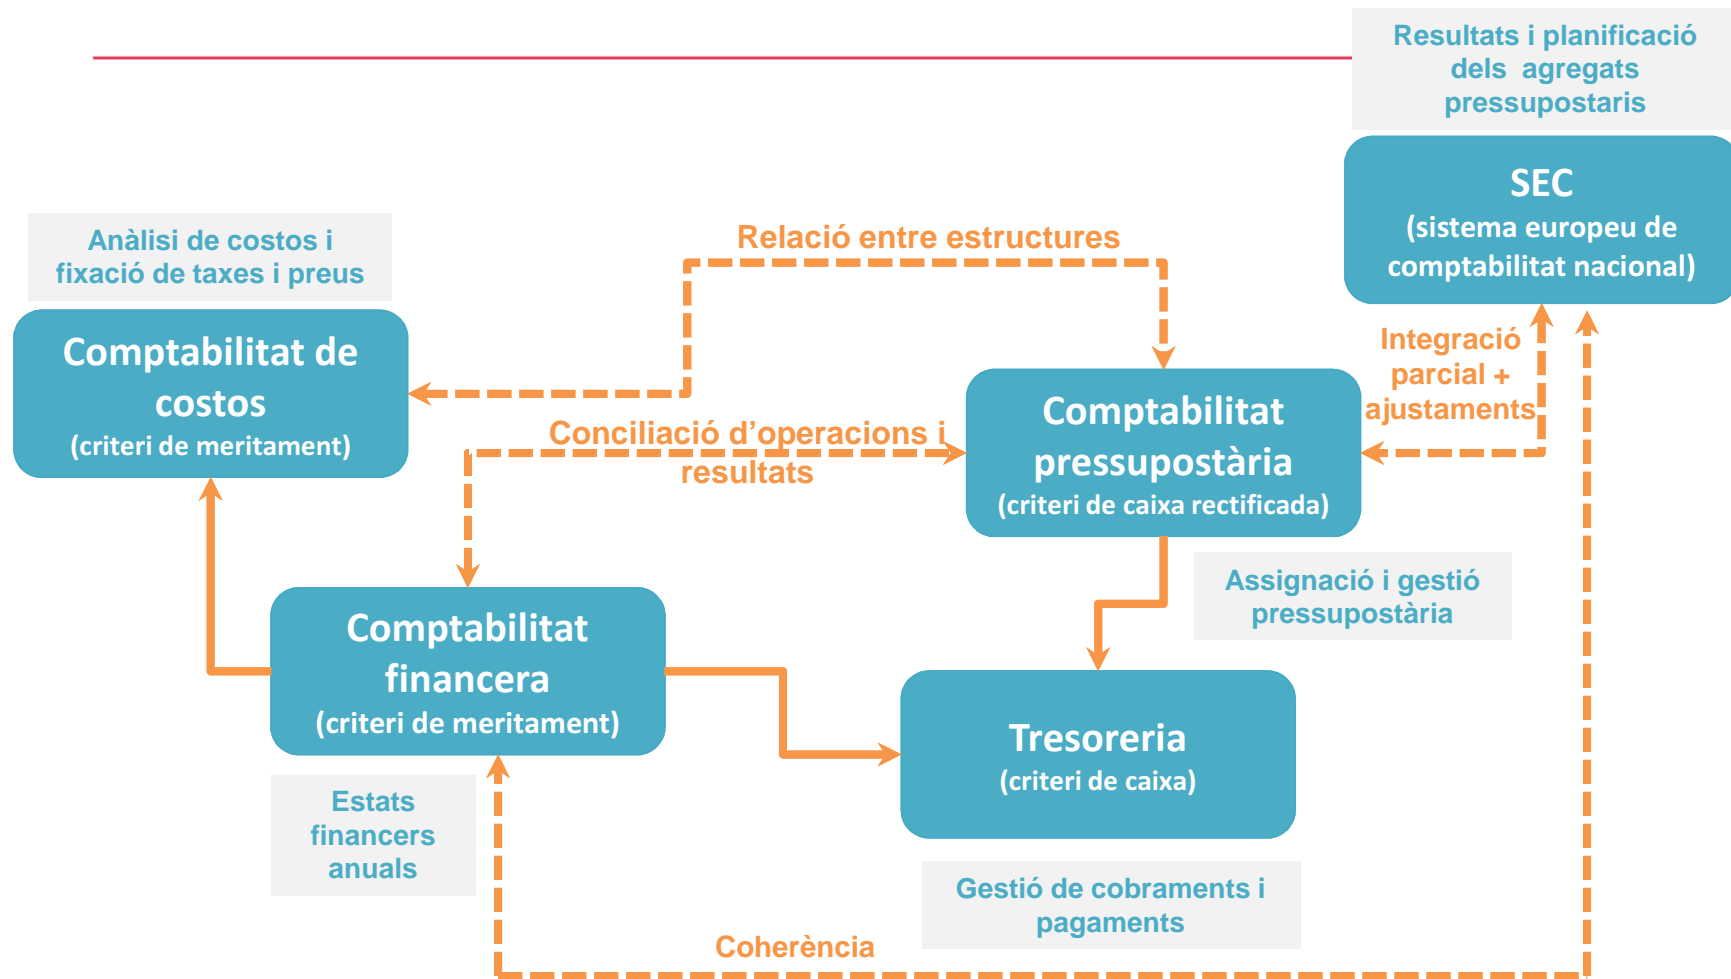 Resultats i planificació
dels agregats
pressupostaris
SEC
(sistema europeu de
comptabilitat nacional)
Anàlisi de costos i
fixació de taxes i preus
Relació entre estructures
Comptabilitat de
costos
(criteri de meritament)
Integració
parcial +
ajustaments
Conciliació d’operacions i
resultats
Comptabilitat
pressupostària
(criteri de caixa rectificada)
Assignació i gestió
pressupostària
Comptabilitat
financera
(criteri de meritament)
Tresoreria
(criteri de caixa)
Estats
financers
anuals
Gestió de cobraments i
pagaments
Coherència